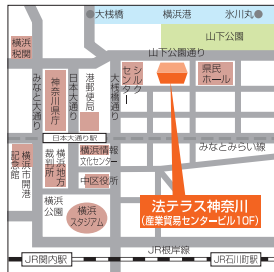 ●大桟橋 横浜港 氷川丸●
山下公園
山下公園通り
横浜
税関
みなと大通り
神奈川県庁
日本大通り
港郵便局
大桟橋通り
シルク
センター
県民
ホール
日本大通り駅
みなとみらい線
横浜市開港
記念館
横浜地方
裁判所
横浜情報
文化センター
中区役所
法テラス神奈川
(産業貿易センタービル10F)
横浜
公園
横浜
スタジアム
JR根岸線
JR関内駅
JR石川町駅